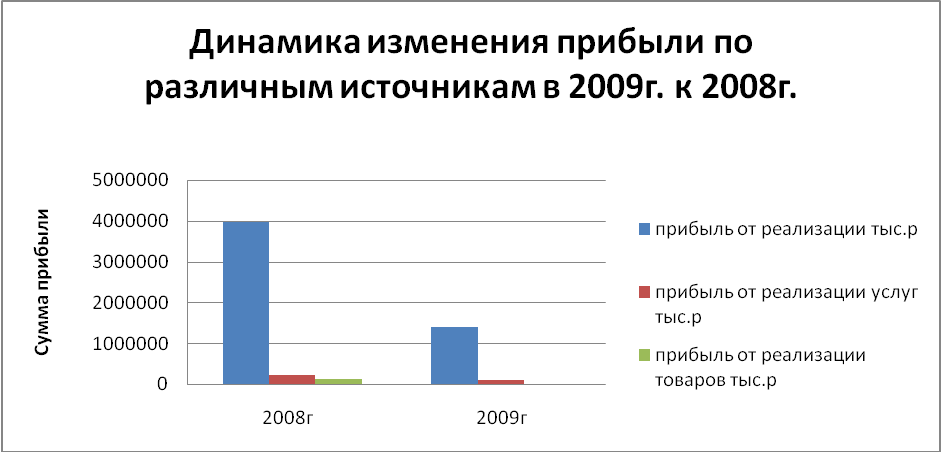 Динамика изменения прибыли по
различным источникам в 2009г. к 2008г.
Сумма прибыли
5000000
4000000
3000000
2000000
1000000
0
2008г
2009г
прибыль от реализации тыс.р
прибыль от реализации услуг
тыс.р
прибыль от реализации
товаров тыс.р